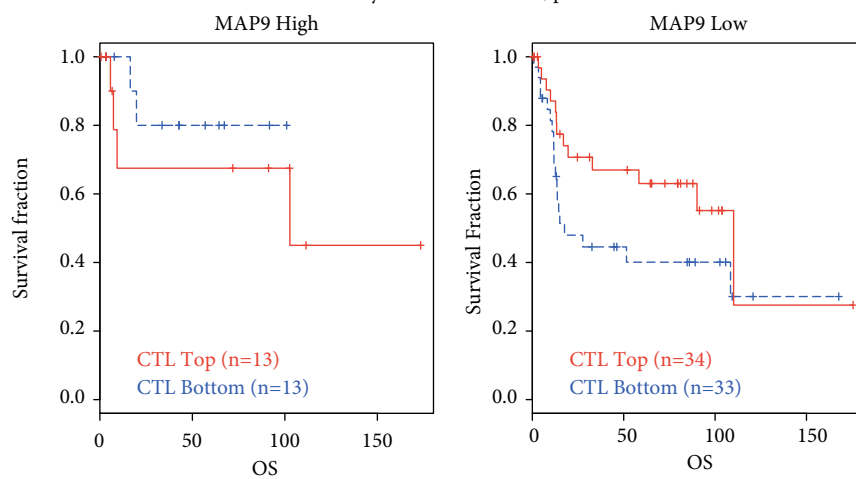 MAP9 High
MAP9 Low
Survival fraction
1.0
0.8
0.6
0.4
0.2
0.0
CTL Top (n=13)
CTL Bottom (n=13)
0
50
100
150
OS
Survival Fraction
1.0
0.8
0.6
0.4
0.2
0.0
CTL Top (n=34)
CTL Bottom (n=33)
0
50
100
150
OS